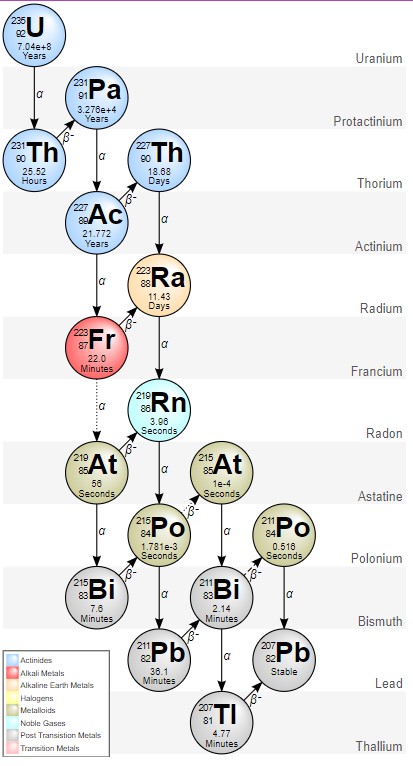 235
92
U
7.04e+8
Years
Uranium
α
231
91
Pa
3.276e+4
Years
Protactinium
β-
231
90
Th
25.52
Hours
α
227
90
Th
18.68
Days
Thorium
β-
227
89
Ac
21.772
Years
α
Actinium
α
223
88
Ra
11.43
Days
Radium
β-
223
87
Fr
22.0
Minutes
α
Francium
α
219
86
Rn
3.96
Seconds
Radon
β-
219
85
At
56
Seconds
α
215
85
At
1e-4
Seconds
Astatine
β-
α
215
84
Po
1.781e-3
Seconds
α
211
84
Po
0.516
Seconds
Polonium
β-
215
83
Bi
7.6
Minutes
α
β-
211
83
Bi
2.14
Minutes
α
Bismuth
β-
211
82
Pb
36.1
Minutes
α
207
82
Pb
Stable
Lead
β-
207
81
Tl
4.77
Minutes
Thallium
Actinides
Alkali Metals
Alkaline Earth Metals
Halogens
Metalloids
Noble Gases
Post Transistion Metals
Transition Metals